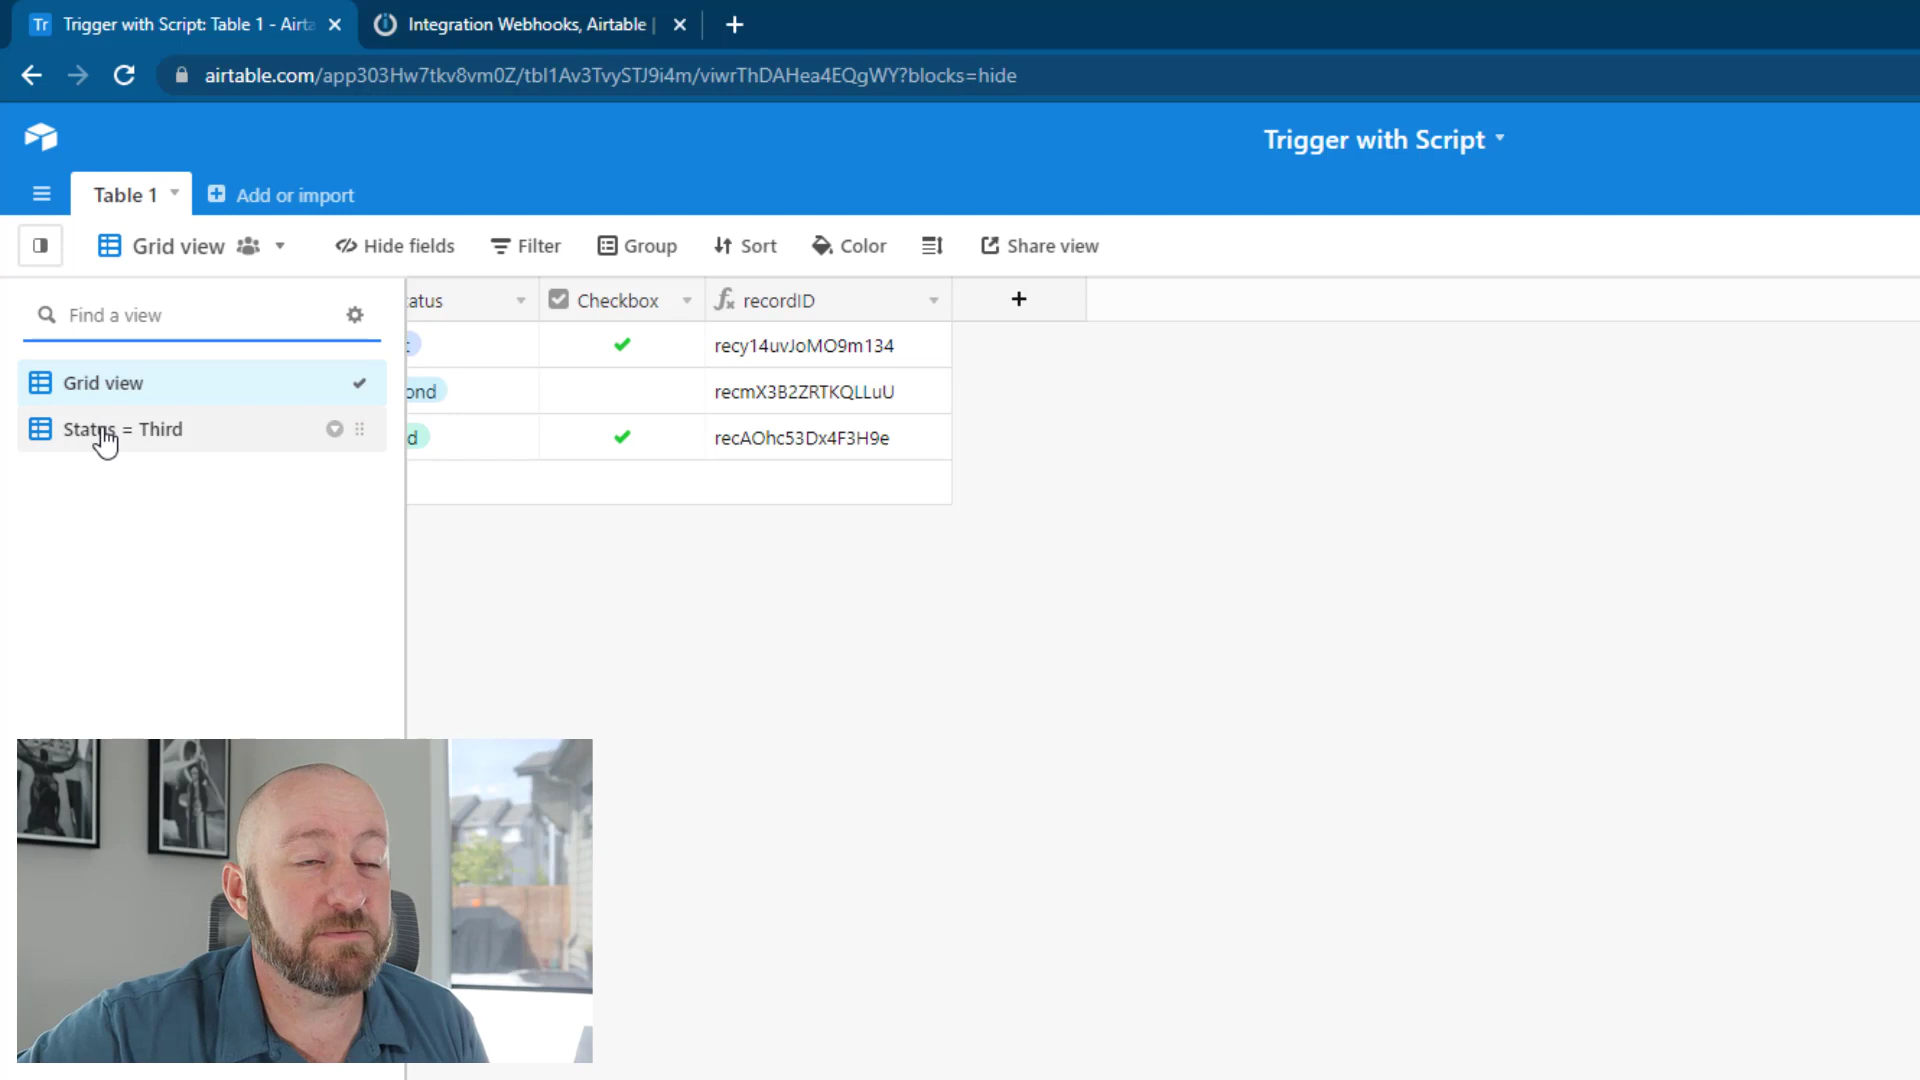 Tr Trigger with Script: Table 1 - Airta
Integration Webhooks, Airtable |
airtable.com/app303Hw7tkv8vm0Z/tbl1Av3TvySTJ9i4m/viwrThDAHea4EQgWY?blocks=hide
Trigger with Script
Table 1
Add or import
Grid view
Hide fields
Filter
Group
Sort
Color
Share view
Find a view
Grid view
Status = Third
atus
Checkbox
recordID
t
recy14uvJoMO9m134
ond
recmX3B2ZRTKQLLuU
d
recAOhc53Dx4F3H9e